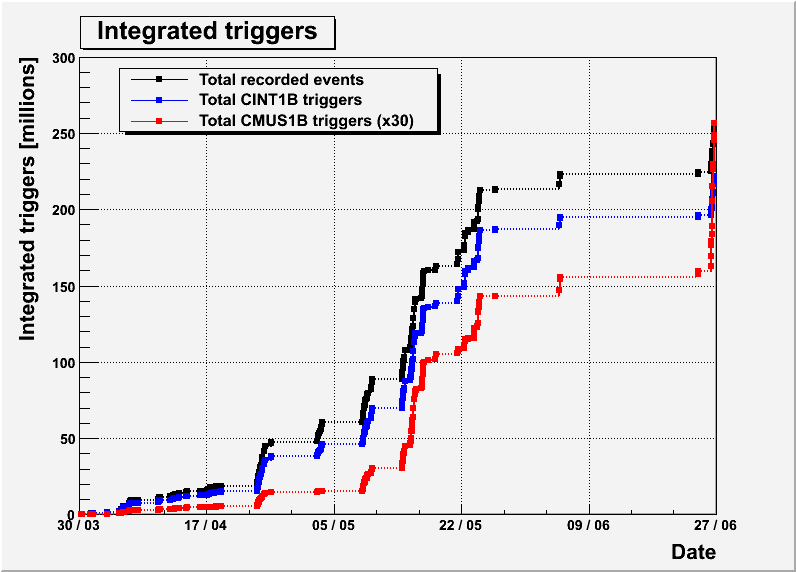 Integrated triggers
Integrated triggers [millions]
300
250
200
150
100
50
0
Total recorded events
Total CINT1B triggers
Total CMUS1B triggers (x30)
30 / 03 17 / 04 05 / 05 22 / 05 09 / 06 27 / 06
Date